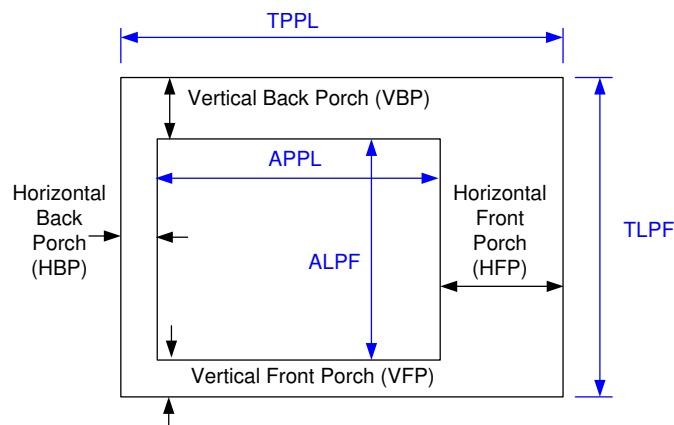 TPPL
Vertical Back Porch (VBP)
APPL
Horizontal
Back
Porch
(HBP)
Horizontal
Front
Porch
(HFP)
TLPF
ALPF
Vertical Front Porch (VFP)